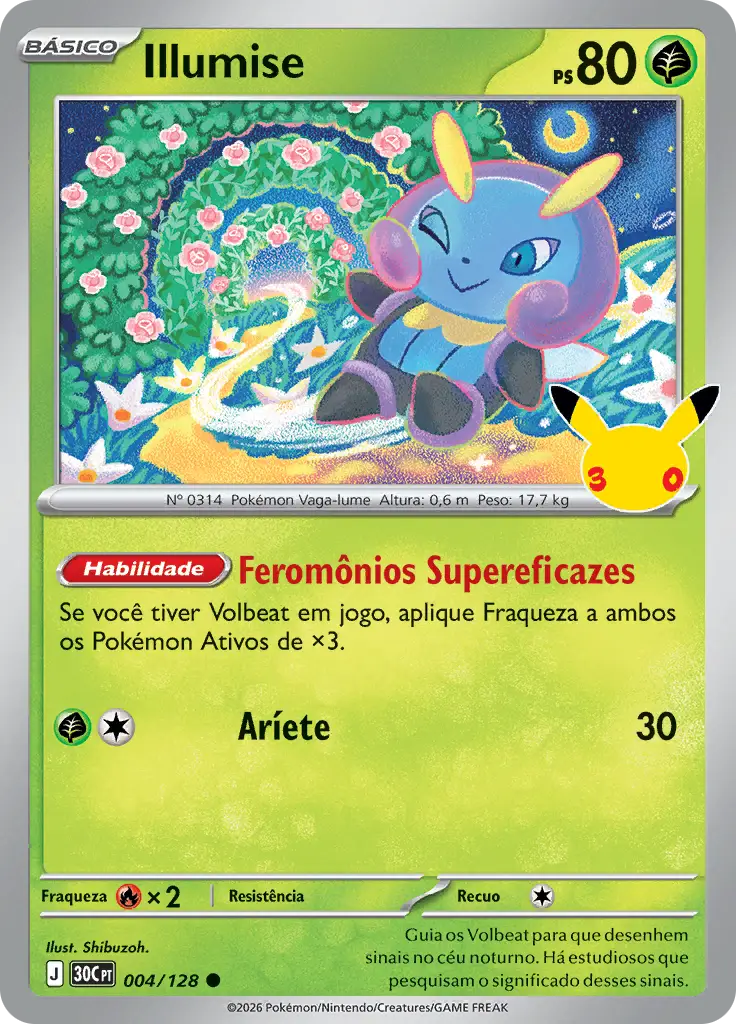 BÁSICO
Illumise
PS 80
30
Nº 0314 Pokémon Vaga-lume Altura: 0,6 m Peso: 17,7 kg
Habilidade Feromônios Supereficazes
Se você tiver Volbeat em jogo, aplique Fraqueza a ambos
os Pokémon Ativos de ×3.
Aríete 30
Fraqueza ×2 Resistência Recuo
Ilust. Shibuzoh.
J 30C PT 004/128
Guia os Volbeat para que desenhem
sinais no céu noturno. Há estudiosos que
pesquisam o significado desses sinais.
©2026 Pokémon/Nintendo/Creatures/GAME FREAK